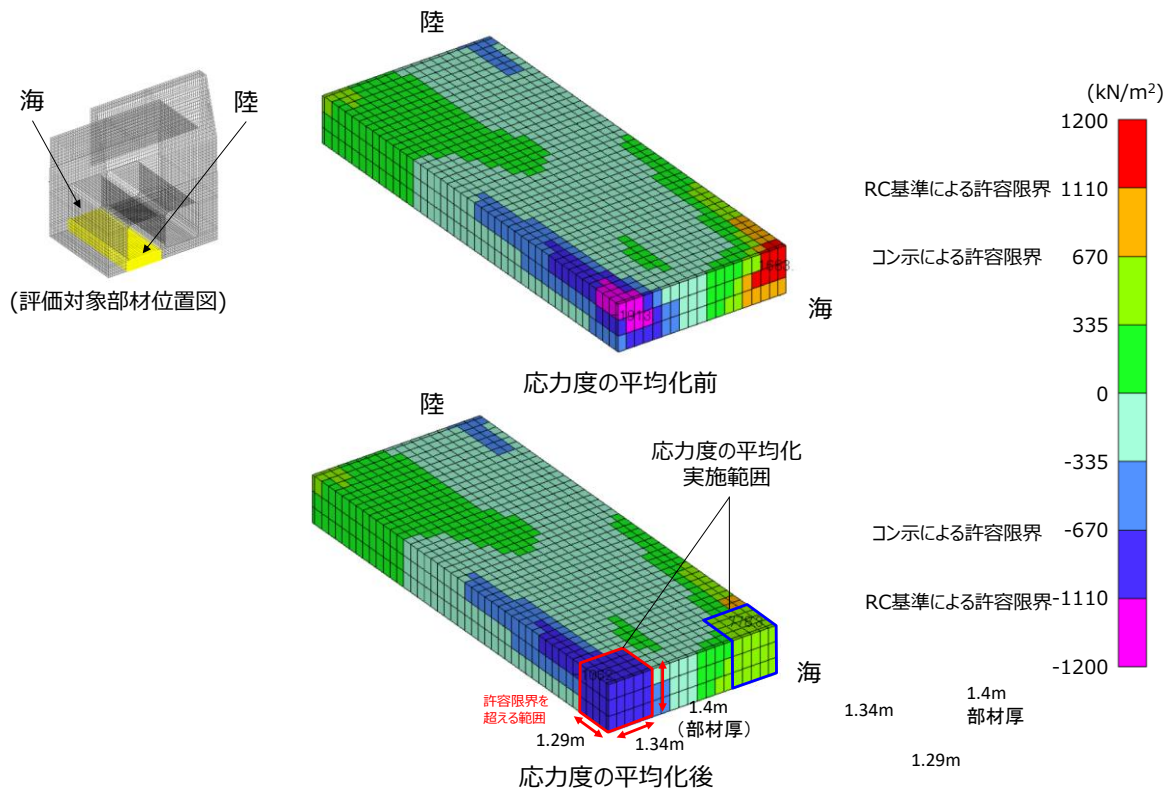 陸
海
陸
(評価対象部材位置図)
海
応力度の平均化前
(kN/m²)
1200
RC基準による許容限界
1110
コン示による許容限界
670
335
0
-335
コン示による許容限界
-670
RC基準による許容限界
-1110
-1200
陸
応力度の平均化
実施範囲
海
許容限界を
超える範囲
1.29m
1.34m
1.4m
(部材厚)
応力度の平均化後
1.34m
1.4m
部材厚
1.29m